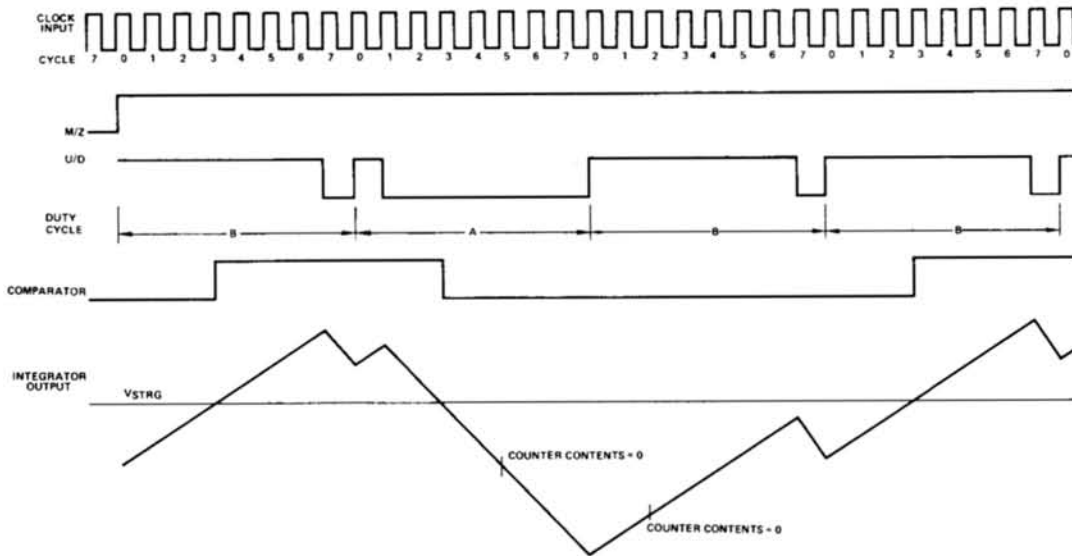 CLOCK
INPUT
CYCLE 7 0 1 2 3 4 5 6 7 0 1 2 3 4 5 6 7 0 1 2 3 4 5 6 7 0 1 2 3 4 5 6 7 0
M/Z
U/D
DUTY
CYCLE
B A B B
COMPARATOR
INTEGRATOR
OUTPUT
VSTRG
COUNTER CONTENTS = 0
COUNTER CONTENTS = 0